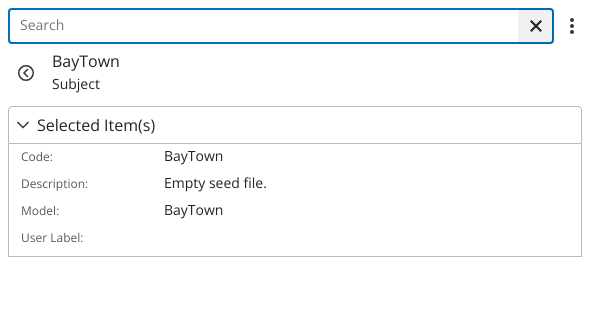 Search
BayTown
Subject
Selected Item(s)
Code: BayTown
Description: Empty seed file.
Model: BayTown
User Label: